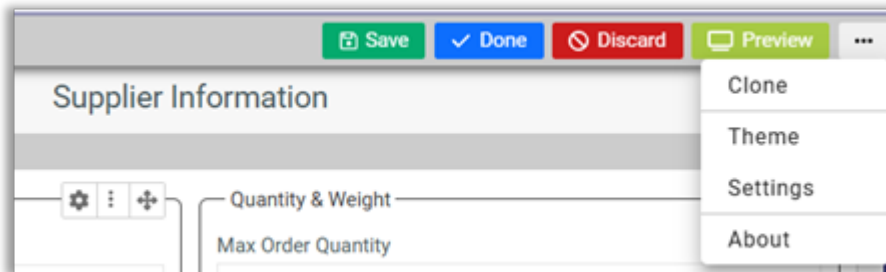 Save Done Discard Preview ...
Supplier Information
Clone
Theme
Settings
About
Quantity & Weight
Max Order Quantity